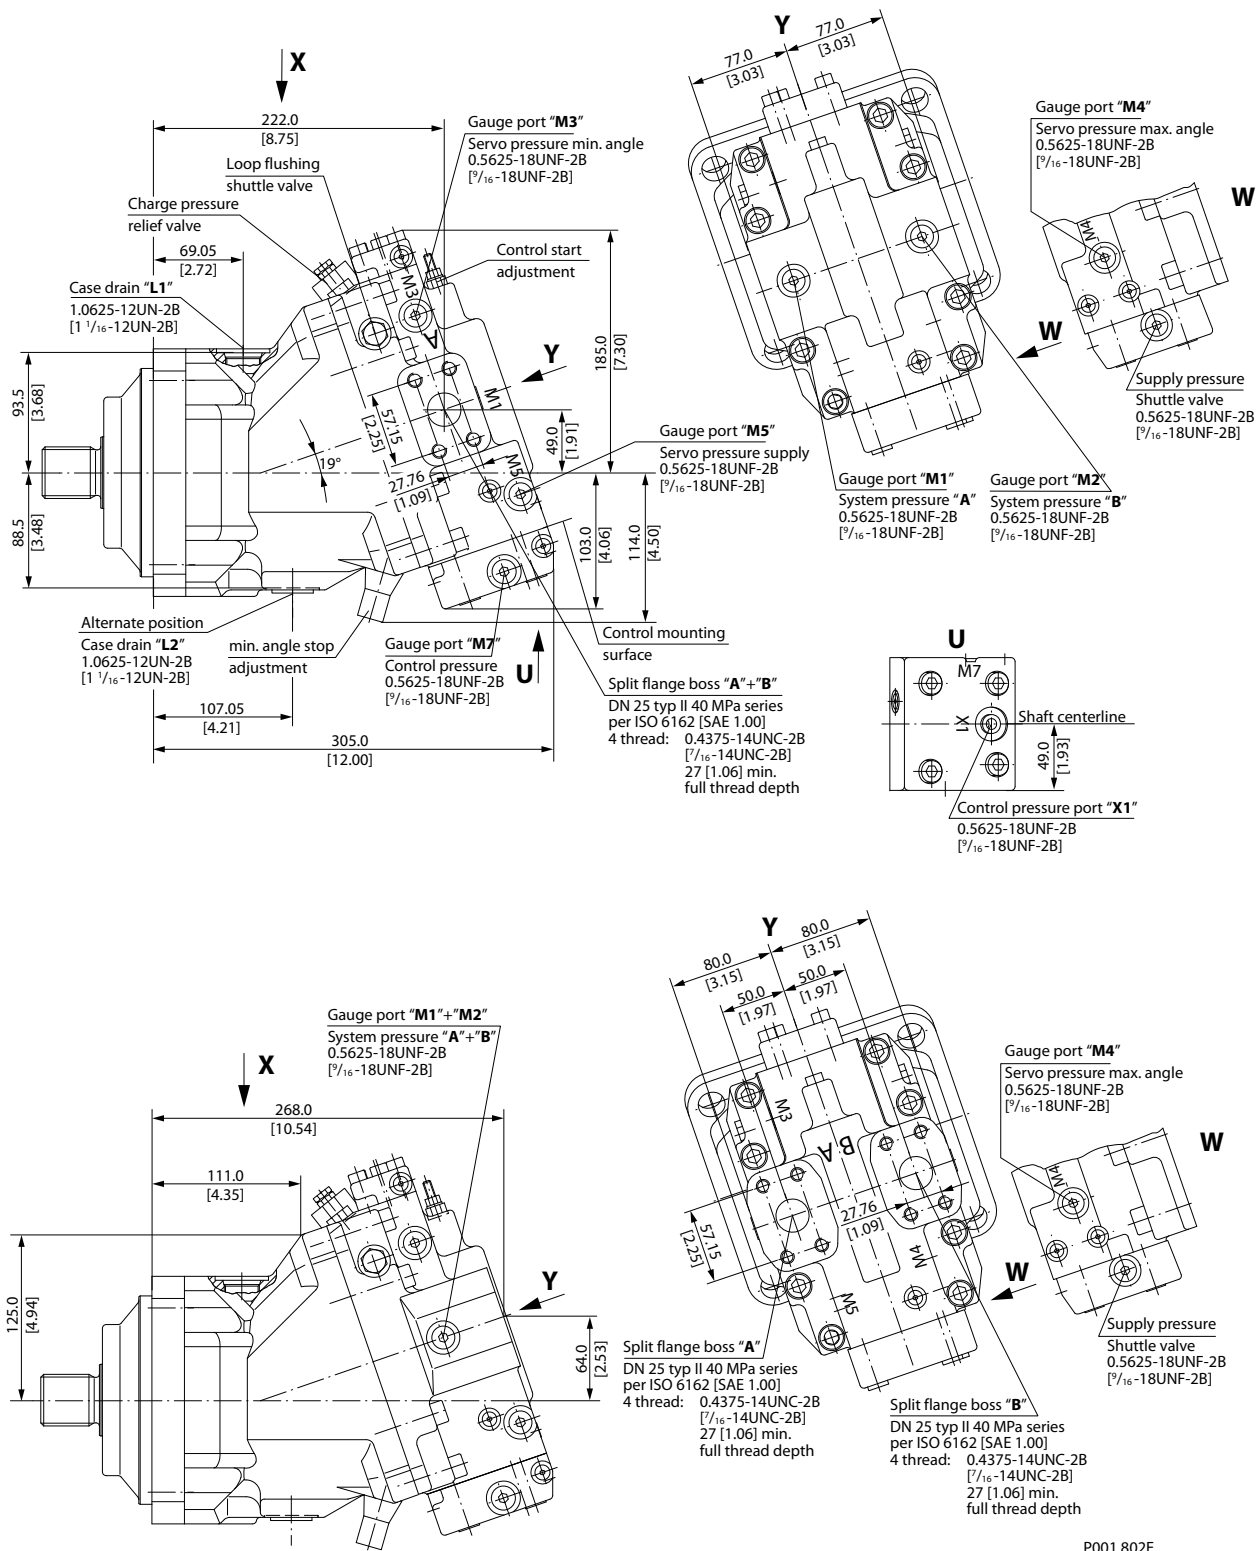 X
222.0
[8.75]
Gauge port "M3"
Servo pressure min. angle
0.5625-18UNF-2B
[9/16-18UNF-2B]
Loop flushing
shuttle valve
Charge pressure
relief valve
69.05
[2.72]
Control start
adjustment
Case drain "L1"
1.0625-12UN-2B
[1 1/16-12UN-2B]
M3
A
Y
M1
M5
185.0
[7.30]
93.5
[3.68]
57.15
[2.25]
49.0
[1.91]
19°
27.76
[1.09]
Gauge port "M5"
Servo pressure supply
0.5625-18UNF-2B
[9/16-18UNF-2B]
88.5
[3.48]
103.0
[4.06]
114.0
[4.50]
Alternate position
Case drain "L2"
1.0625-12UN-2B
[1 1/16-12UN-2B]
min. angle stop
adjustment
Gauge port "M7"
Control pressure
0.5625-18UNF-2B
[9/16-18UNF-2B]
U
Control mounting
surface
Split flange boss "A"+"B"
DN 25 typ II 40 MPa series
per ISO 6162 [SAE 1.00]
4 thread: 0.4375-14UNC-2B
[7/16-14UNC-2B]
27 [1.06] min.
full thread depth
107.05
[4.21]
305.0
[12.00]
Y
77.0
[3.03]
77.0
[3.03]
Gauge port "M4"
Servo pressure max. angle
0.5625-18UNF-2B
[9/16-18UNF-2B]
W
M4
W
Supply pressure
Shuttle valve
0.5625-18UNF-2B
[9/16-18UNF-2B]
Gauge port "M1"
System pressure "A"
0.5625-18UNF-2B
[9/16-18UNF-2B]
Gauge port "M2"
System pressure "B"
0.5625-18UNF-2B
[9/16-18UNF-2B]
U
M7
X1
Shaft centerline
49.0
[1.93]
Control pressure port "X1"
0.5625-18UNF-2B
[9/16-18UNF-2B]
Gauge port "M1"+"M2"
System pressure "A"+"B"
0.5625-18UNF-2B
[9/16-18UNF-2B]
X
268.0
[10.54]
111.0
[4.35]
125.0
[4.94]
Y
64.0
[2.53]
Y
80.0
[3.15]
80.0
[3.15]
50.0
[1.97]
50.0
[1.97]
M3
B A
27.76
[1.09]
57.15
[2.25]
M4
M5
W
Gauge port "M4"
Servo pressure max. angle
0.5625-18UNF-2B
[9/16-18UNF-2B]
W
M4
Supply pressure
Shuttle valve
0.5625-18UNF-2B
[9/16-18UNF-2B]
Split flange boss "A"
DN 25 typ II 40 MPa series
per ISO 6162 [SAE 1.00]
4 thread: 0.4375-14UNC-2B
[7/16-14UNC-2B]
27 [1.06] min.
full thread depth
Split flange boss "B"
DN 25 typ II 40 MPa series
per ISO 6162 [SAE 1.00]
4 thread: 0.4375-14UNC-2B
[7/16-14UNC-2B]
27 [1.06] min.
full thread depth
P001 802E